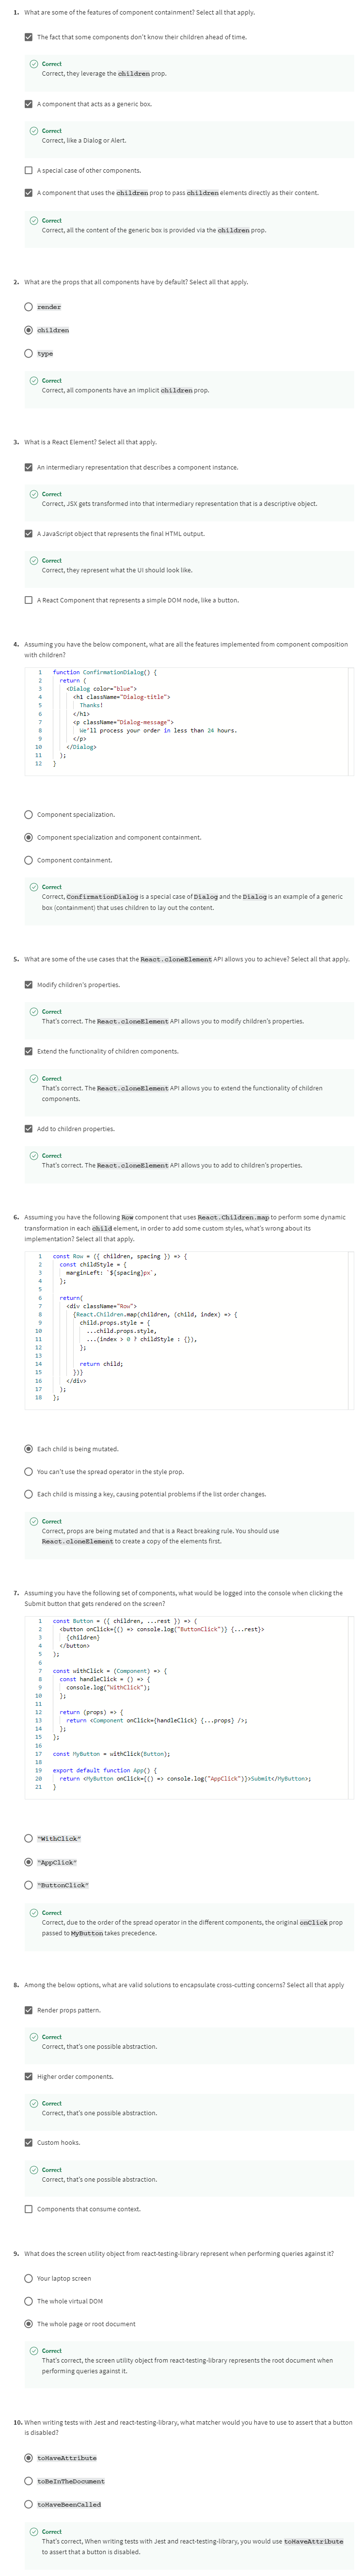 1. What are some of the features of component containment? Select all that apply.
The fact that some components don't know their children ahead of time.
Correct
Correct, they leverage the children prop.
A component that acts as a generic box.
Correct
Correct, like a Dialog or Alert.
A special case of other components.
A component that uses the children prop to pass children elements directly as their content.
Correct
Correct, all the content of the generic box is provided via the children prop.
2. What are the props that all components have by default? Select all that apply.
render
children
type
Correct
Correct, all components have an implicit children prop.
3. What is a React Element? Select all that apply.
An intermediary representation that describes a component instance.
Correct
Correct, JSX gets transformed into that intermediary representation that is a descriptive object.
A JavaScript object that represents the final HTML output.
Correct
Correct, they represent what the UI should look like.
A React Component that represents a simple DOM node, like a button.
4. Assuming you have the below component, what are all the features implemented from component composition
with children?
1 function ConfirmationDialog() {
2 return (
3 <Dialog color="blue">
4 <h1 className="Dialog-title">
5 Thanks!
6 </h1>
7 <p className="Dialog-message">
8 We'll process your order in less than 24 hours.
9 </p>
10 </Dialog>
11 );
12 }
Component specialization.
Component specialization and component containment.
Component containment.
Correct
Correct, ConfirmationDialog is a special case of Dialog and the Dialog is an example of a generic
box (containment) that uses children to lay out the content.
5. What are some of the use cases that the React.cloneElement API allows you to achieve? Select all that apply.
Modify children's properties.
Correct
That's correct. The React.cloneElement API allows you to modify children's properties.
Extend the functionality of children components.
Correct
That's correct. The React.cloneElement API allows you to extend the functionality of children
components.
Add to children properties.
Correct
That's correct. The React.cloneElement API allows you to add to children's properties.
6. Assuming you have the following Row component that uses React.Children.map to perform some dynamic
transformation in each child element, in order to add some custom styles, what's wrong about its
implementation? Select all that apply.
1 const Row = ({ children, spacing }) => {
2 const childStyle = {
3 marginLeft: `${spacing}px`,
4 };
5
6 return(
7 <div className="Row">
8 {React.Children.map(children, (child, index) => {
9 child.props.style = {
10 ...child.props.style,
11 ...(index > 0 ? childStyle : {}),
12 };
13
14 return child;
15 })}
16 </div>
17 );
18 };
Each child is being mutated.
You can't use the spread operator in the style prop.
Each child is missing a key, causing potential problems if the list order changes.
Correct
Correct, props are being mutated and that is a React breaking rule. You should use
React.cloneElement to create a copy of the elements first.
7. Assuming you have the following set of components, what would be logged into the console when clicking the
Submit button that gets rendered on the screen?
1 const Button = ({ children, ...rest }) => (
2 <button onClick={() => console.log("ButtonClick")} {...rest}>
3 {children}
4 </button>
5 );
6
7 const withClick = (Component) => {
8 const handleClick = () => {
9 console.log("WithClick");
10 };
11
12 return (props) => {
13 return <Component onClick={handleClick} {...props} />;
14 };
15 };
16
17 const MyButton = withClick(Button);
18
19 export default function App() {
20 return <MyButton onClick={() => console.log("AppClick")}>Submit</MyButton>;
21 }
"WithClick"
"AppClick"
"ButtonClick"
Correct
Correct, due to the order of the spread operator in the different components, the original onClick prop
passed to MyButton takes precedence.
8. Among the below options, what are valid solutions to encapsulate cross-cutting concerns? Select all that apply
Render props pattern.
Correct
Correct, that's one possible abstraction.
Higher order components.
Correct
Correct, that's one possible abstraction.
Custom hooks.
Correct
Correct, that's one possible abstraction.
Components that consume context.
9. What does the screen utility object from react-testing-library represent when performing queries against it?
Your laptop screen
The whole virtual DOM
The whole page or root document
Correct
That's correct, the screen utility object from react-testing-library represents the root document when
performing queries against it.
10. When writing tests with Jest and react-testing-library, what matcher would you have to use to assert that a button
is disabled?
toHaveAttribute
toBeInTheDocument
toHaveBeenCalled
Correct
That's correct, When writing tests with Jest and react-testing-library, you would use toHaveAttribute
to assert that a button is disabled.